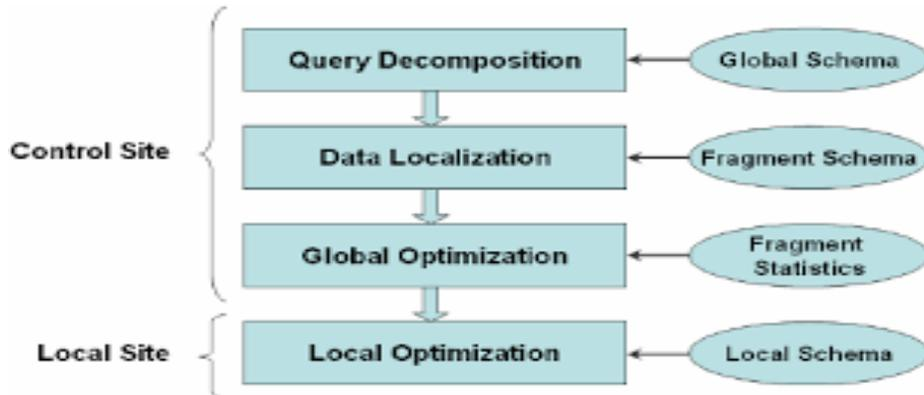 Query Decomposition
Global Schema
Control Site
Data Localization
Fragment Schema
Global Optimization
Fragment
Statistics
Local Site
Local Optimization
Local Schema